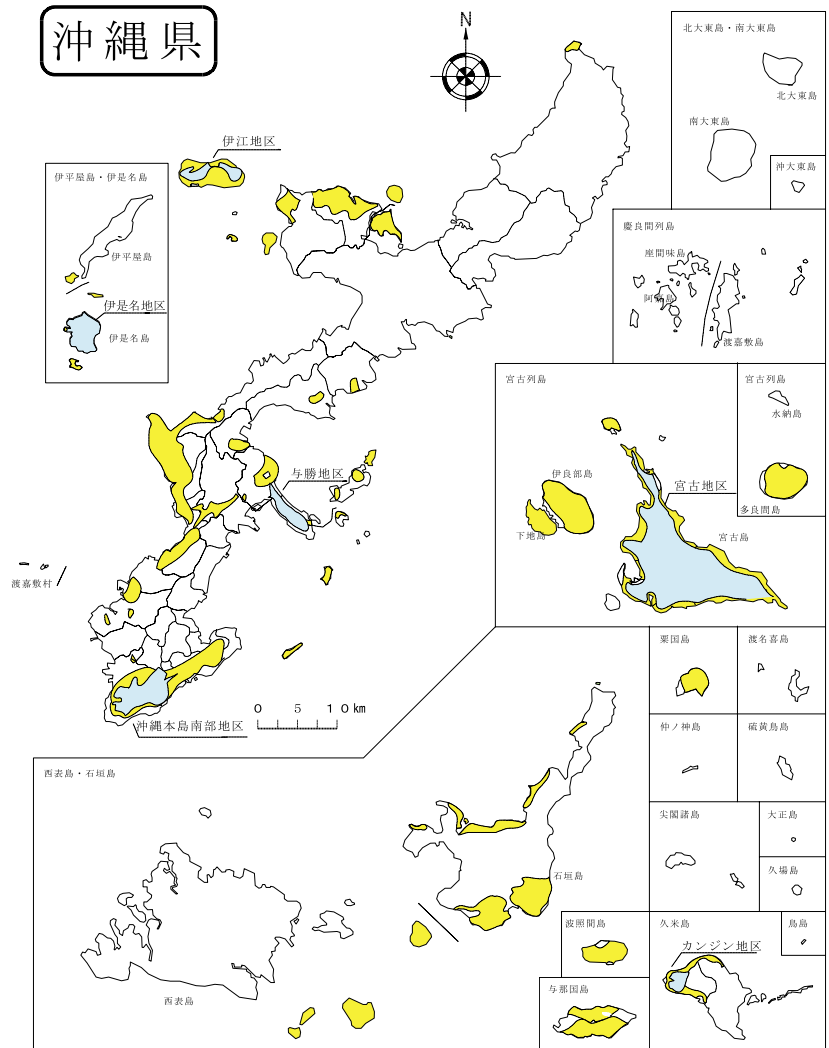 沖縄県
N
北大東島・南大東島
北大東島
南大東島
沖大東島
伊江地区
伊平屋島・伊是名島
伊平屋島
伊是名地区
伊是名島
慶良間列島
座間味島
渡嘉敷島
宮古列島
伊良部島
下地島
宮古地区
宮古島
宮古列島
水納島
多良間島
与勝地区
渡嘉敷村
沖縄本島南部地区
0 5 10km
粟国島
渡名喜島
仲ノ神島
硫黄鳥島
尖閣諸島
大正島
久場島
西表島・石垣島
石垣島
西表島
波照間島
与那国島
久米島
カンジン地区
鳥島